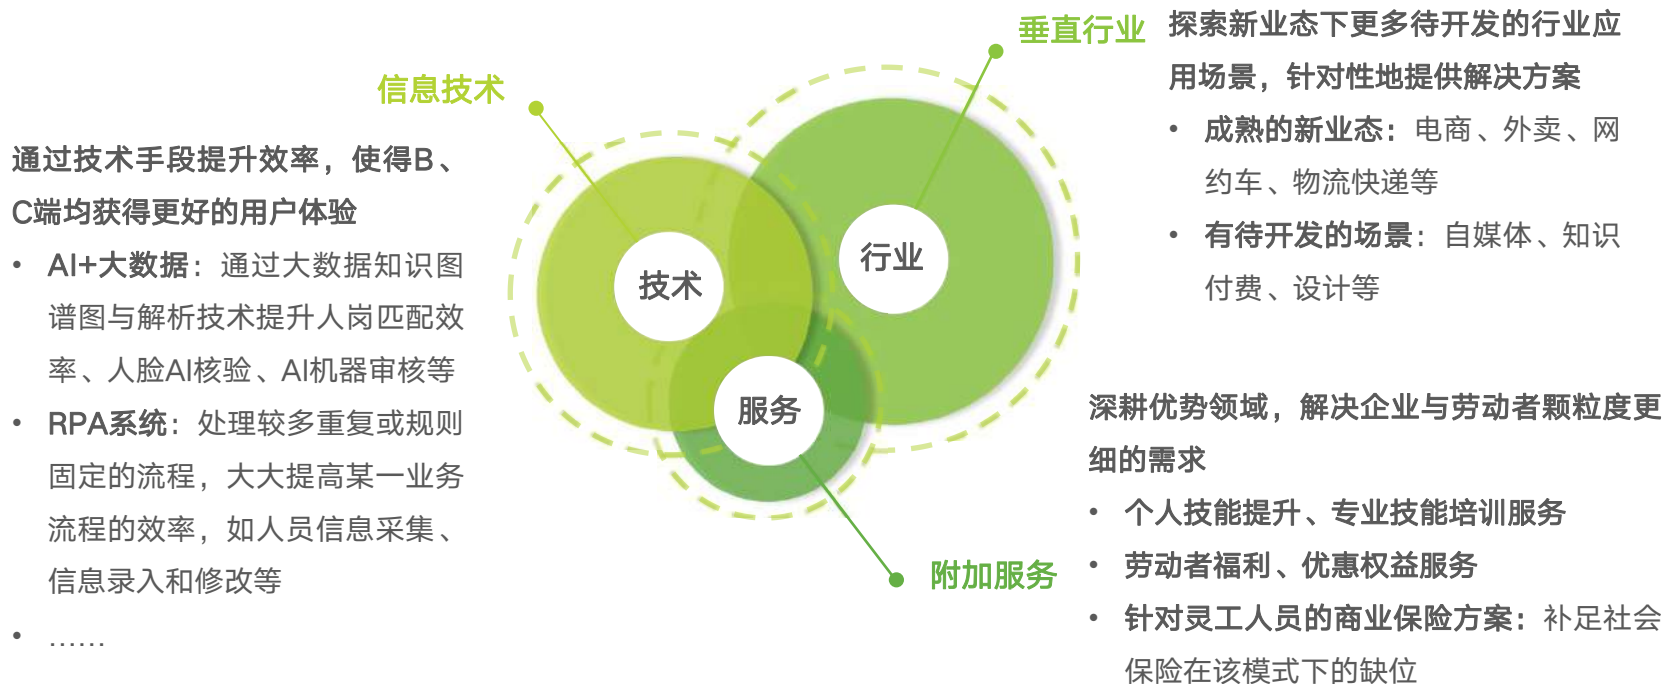 信息技术
通过技术手段提升效率，使得B、
C端均获得更好的用户体验
• AI+大数据：通过大数据知识图
谱图与解析技术提升人岗匹配效
率、人脸AI核验、AI机器审核等
• RPA系统：处理较多重复或规则
固定的流程，大大提高某一业务
流程的效率，如人员信息采集、
信息录入和修改等
• ……
技术
行业
服务
垂直行业
探索新业态下更多待开发的行业应
用场景，针对性地提供解决方案
• 成熟的新业态：电商、外卖、网
约车、物流快递等
• 有待开发的场景：自媒体、知识
付费、设计等
附加服务
深耕优势领域，解决企业与劳动者颗粒度更
细的需求
• 个人技能提升、专业技能培训服务
• 劳动者福利、优惠权益服务
• 针对灵工人员的商业保险方案：补足社会
保险在该模式下的缺位